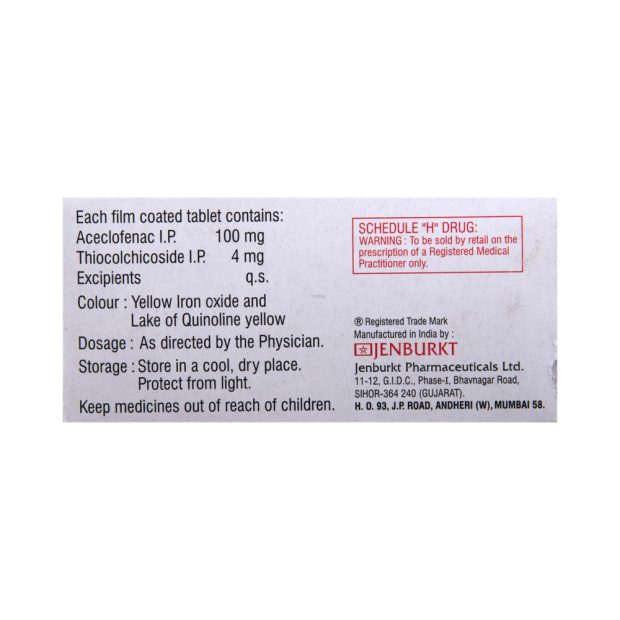 Each film coated tablet contains:
Aceclofenac I.P. 100 mg
Thiocolchicoside I.P. 4 mg
Excipients q.s.
Colour : Yellow Iron oxide and
Lake of Quinoline yellow
Dosage : As directed by the Physician.
Storage : Store in a cool, dry place.
Protect from light.
Keep medicines out of reach of children.
SCHEDULE "H" DRUG:
WARNING : To be sold by retail on the
prescription of a Registered Medical
Practitioner only.
® Registered Trade Mark
Manufactured in India by :
JENBURKT
Jenburkt Pharmaceuticals Ltd.
11-12, G.I.D.C., Phase-I, Bhavnagar Road,
SIHOR-364 240 (GUJARAT).
H. O. 93, J.P. ROAD, ANDHERI (W), MUMBAI 58.